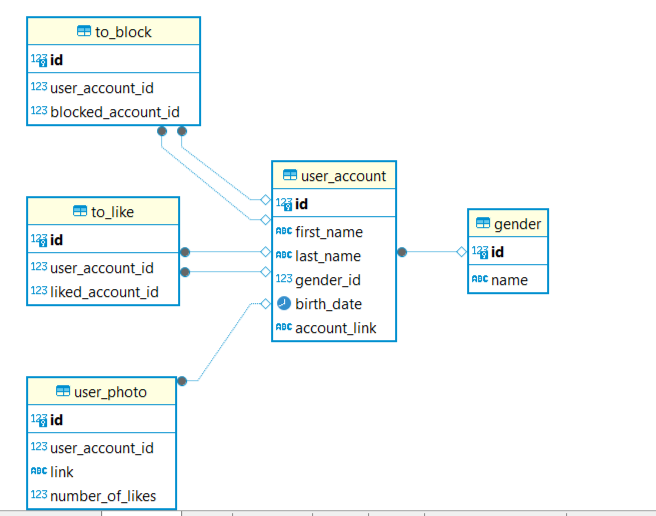 to_block
123 id
123 user_account_id
123 blocked_account_id
user_account
123 id
ABC first_name
ABC last_name
123 gender_id
birth_date
ABC account_link
to_like
123 id
123 user_account_id
123 liked_account_id
gender
123 id
ABC name
user_photo
123 id
123 user_account_id
ABC link
123 number_of_likes